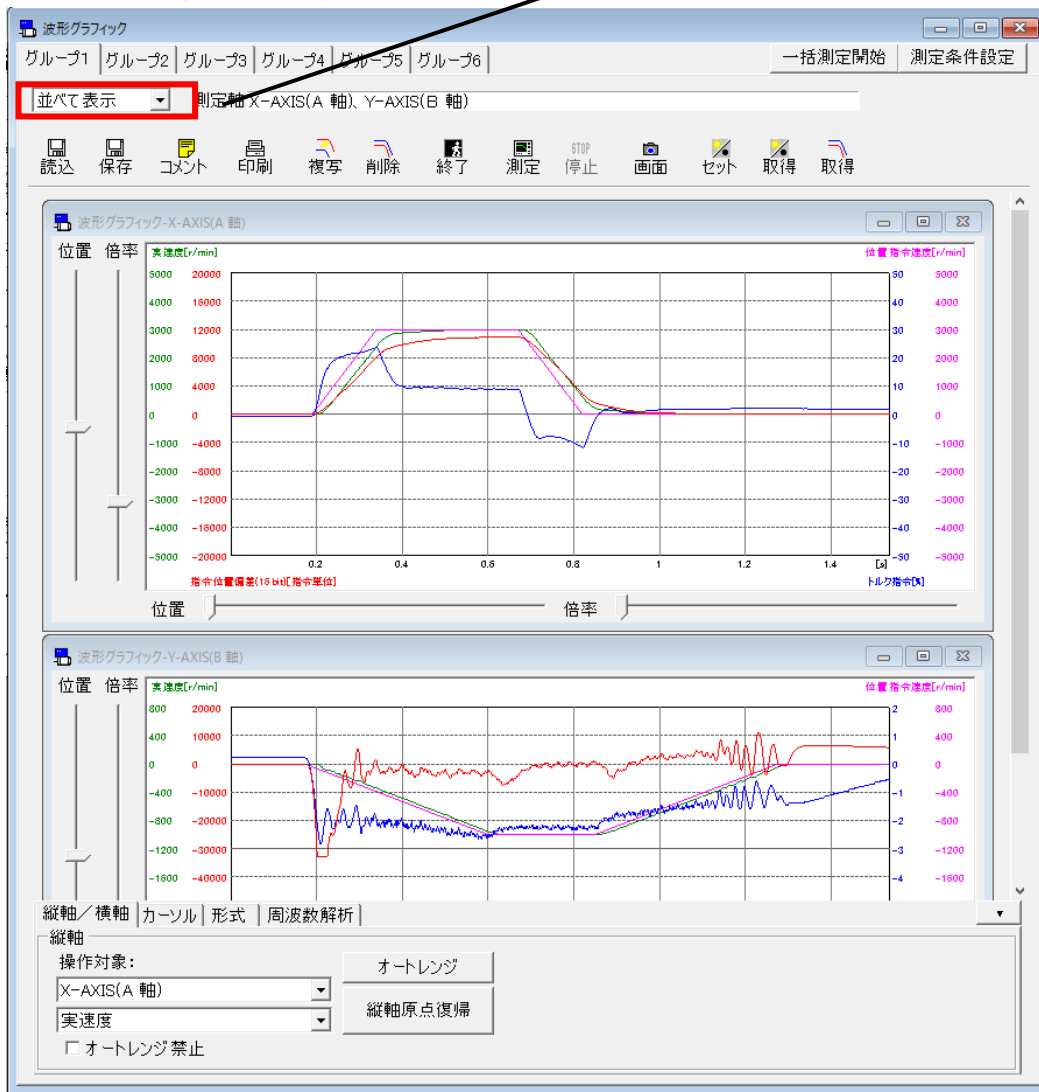 波形グラフィック
グループ1 グループ2 グループ3 グループ4 グループ5 グループ6 一括測定開始 測定条件設定
並べて表示 測定軸 X-AXIS(A 軸)、Y-AXIS(B 軸)
STOP
読込 保存 コメント 印刷 複写 削除 終了 測定 停止 画面 セット 取得 取得
波形グラフィック-X-AXIS(A 軸)
位置 倍率 実速度[r/min] 位置指令速度[r/min]
5000 20000 50 5000
4000 16000 40 4000
3000 12000 30 3000
2000 8000 20 2000
1000 4000 10 1000
0 0 0 0
-1000 -4000 -10 -1000
-2000 -8000 -20 -2000
-3000 -12000 -30 -3000
-4000 -16000 -40 -4000
-5000 -20000 -50 -5000
0.2 0.4 0.6 0.8 1 1.2 1.4 [s]
指令位置偏差(16 bit)[指令単位] トルク指令[%]
位置 倍率
波形グラフィック-Y-AXIS(B 軸)
位置 倍率 実速度[r/min] 位置指令速度[r/min]
800 20000 2 800
400 10000 1 400
0 0 0 0
-400 -10000 -1 -400
-800 -20000 -2 -800
-1200 -30000 -3 -1200
-1600 -40000 -4 -1600
縦軸/横軸 カーソル 形式 周波数解析
縦軸
操作対象: オートレンジ
X-AXIS(A 軸)
縦軸原点復帰
実速度
オートレンジ禁止